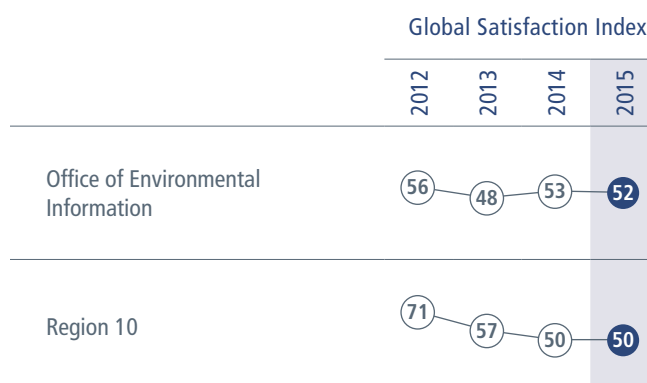 Global Satisfaction Index
2012 2013 2014 2015
Office of Environmental
Information
56 48 53 52
Region 10
71 57 50 50